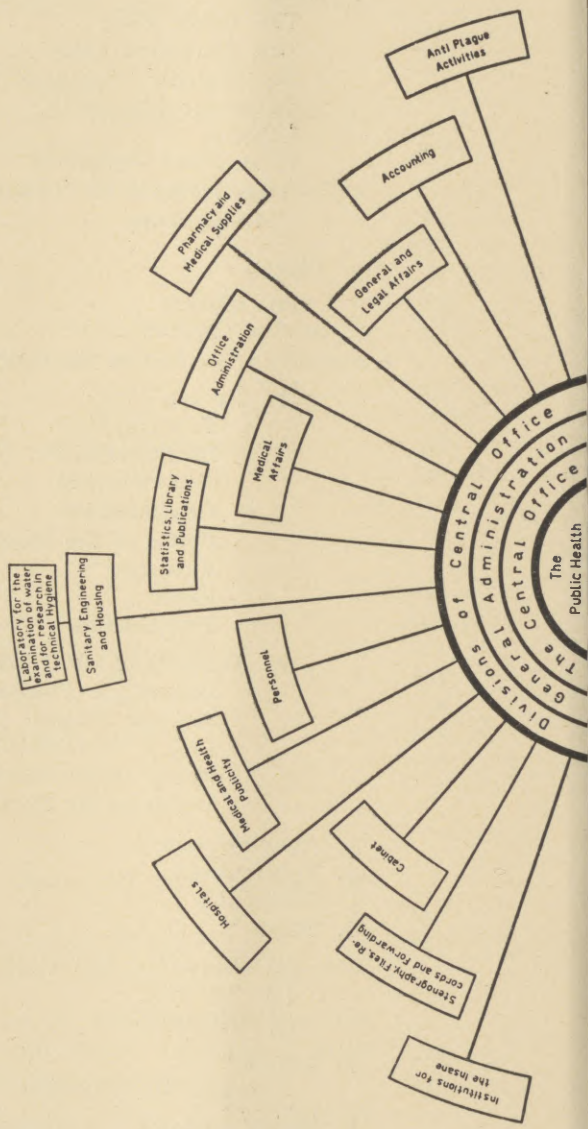 Laboratory for the
examination of water
and for research in
technical Hygiene
Sanitary Engineering
and Housing
Institutions for
the Insane
Stenography, Files, Re-
cords and Forwarding
Cabinet
Hospitals
Medical and Health
Publicity
Personnel
Statistics, Library
and Publications
Medical
Affairs
Office
Administration
Pharmacy and
Medical Supplies
General and
Legal Affairs
Accounting
Anti Plague
Activities
Divisions of Central Office
General Administration
The Central Office
The
Public Health